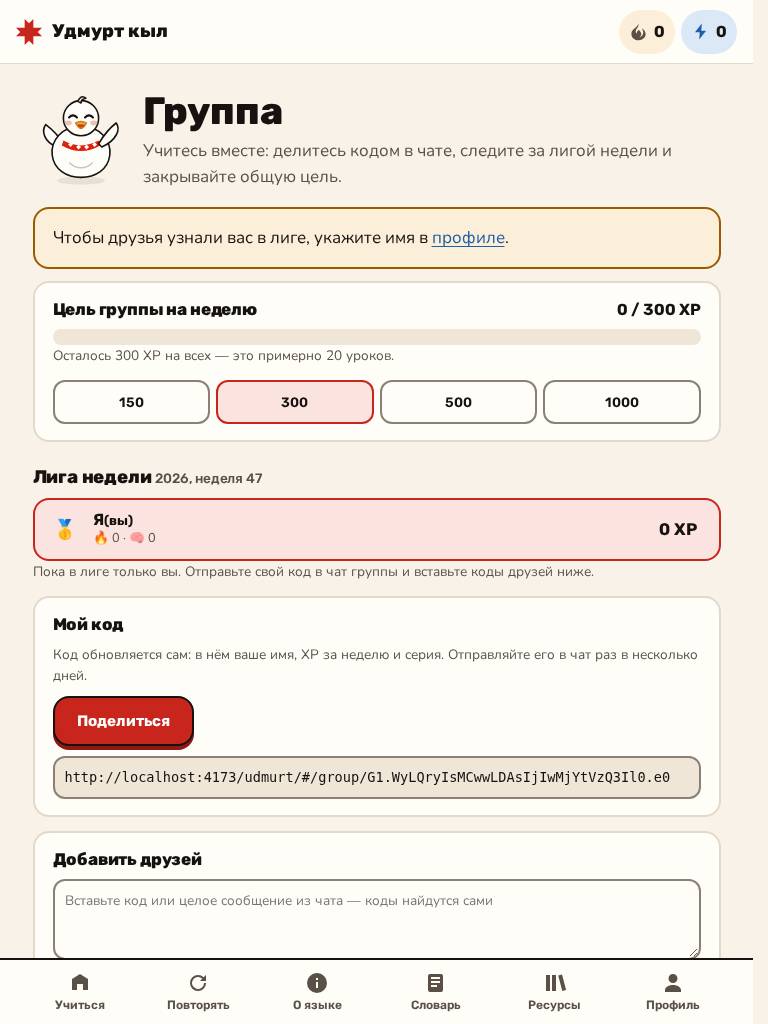 Удмурт кыл
0
0
Группа
Учитесь вместе: делитесь кодом в чате, следите за лигой недели и
закрывайте общую цель.
Чтобы друзья узнали вас в лиге, укажите имя в профиле.
Цель группы на неделю
0 / 300 XP
Осталось 300 XP на всех — это примерно 20 уроков.
150
300
500
1000
Лига недели 2026, неделя 47
Я(вы)
🔥 0 · 🧠 0
0 XP
Пока в лиге только вы. Отправьте свой код в чат группы и вставьте коды друзей ниже.
Мой код
Код обновляется сам: в нём ваше имя, XP за неделю и серия. Отправляйте его в чат раз в несколько
дней.
Поделиться
http://localhost:4173/udmurt/#/group/G1.WyLQryIsMCwwLDAsIjIwMjYtVzQ3Il0.e0
Добавить друзей
Вставьте код или целое сообщение из чата — коды найдутся сами
Учиться
Повторять
О языке
Словарь
Ресурсы
Профиль